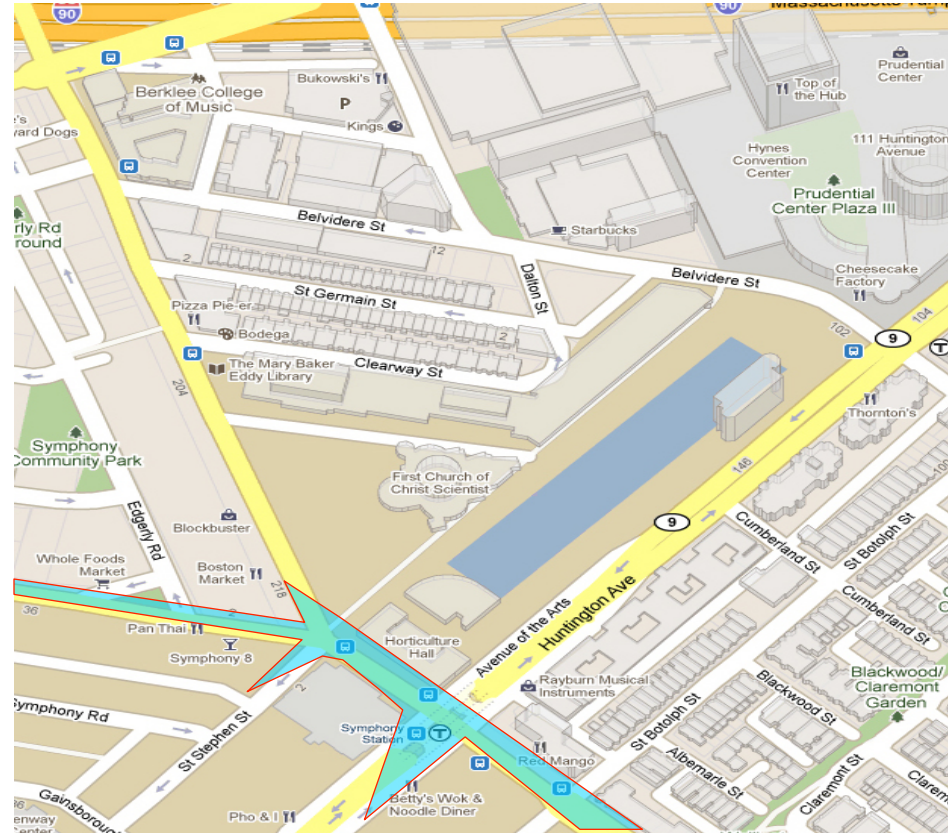 90
90
Massachusetts Turn
Bukowski's
P
Kings
Berklee College
of Music
yard Dogs
Top of
the Hub
Prudential
Center
Hynes
Convention
Center
111 Huntington
Avenue
Prudential
Center Plaza III
Belvidere St
12
2
Starbucks
Belvidere St
Cheesecake
Factory
Dalton St
St Germain St
Pizza Pie-er
2
Bodega
Clearway St
The Mary Baker
Eddy Library
104
102
9
T
204
Thornton's
Symphony
Community Park
First Church of
Christ Scientist
146
9
Edgerly Rd
Blockbuster
Cumberland St
St Botolph St
Whole Foods
Market
Boston
Market
218
2
36
Pan Thai
Symphony 8
Horticulture
Hall
Avenue of the Arts
Huntington Ave
Cumberland St
Rayburn Musical
Instruments
Blackwood/
Claremont
Garden
Blackwood St
St Botolph St
2
Symphony Rd
St Stephen St
Symphony
Station
T
Red Mango
Albemarle St
Claremont St
Betty's Wok &
Noodle Diner
Pho & I
36